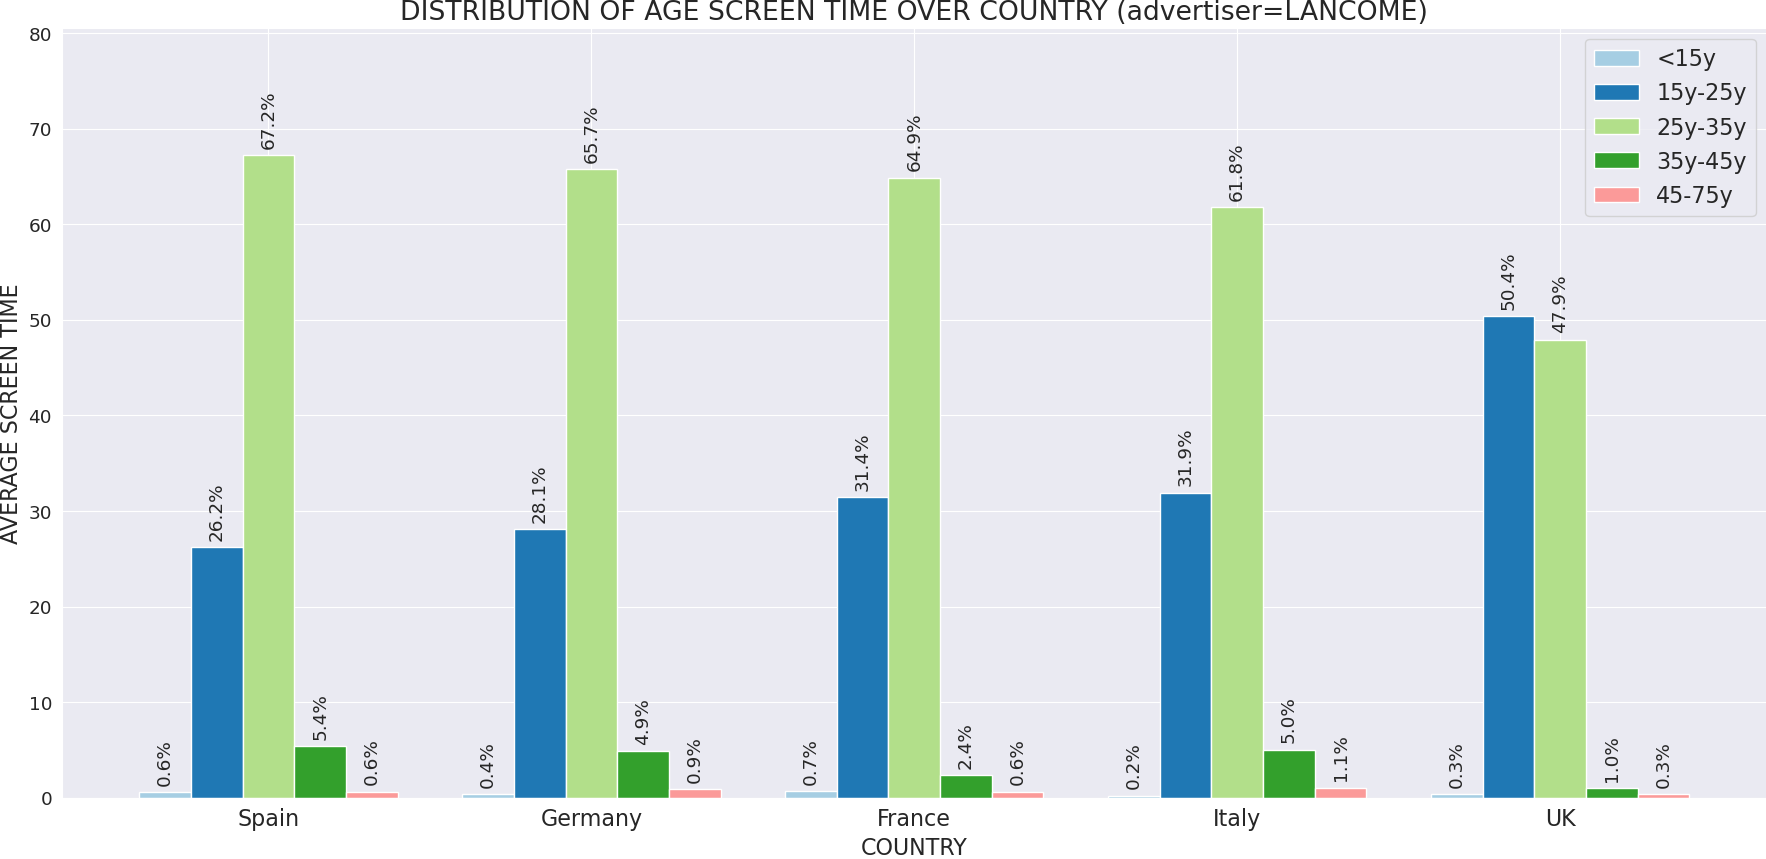 DISTRIBUTION OF AGE SCREEN TIME OVER COUNTRY (advertiser=LANCOME)
80
70
60
50
40
30
20
10
0
AVERAGE SCREEN TIME
<15y
15y-25y
25y-35y
35y-45y
45-75y
0.6%
26.2%
67.2%
5.4%
0.6%
0.4%
28.1%
65.7%
4.9%
0.9%
0.7%
31.4%
64.9%
2.4%
0.6%
0.2%
31.9%
61.8%
5.0%
1.1%
0.3%
50.4%
47.9%
1.0%
0.3%
Spain
Germany
France
Italy
UK
COUNTRY